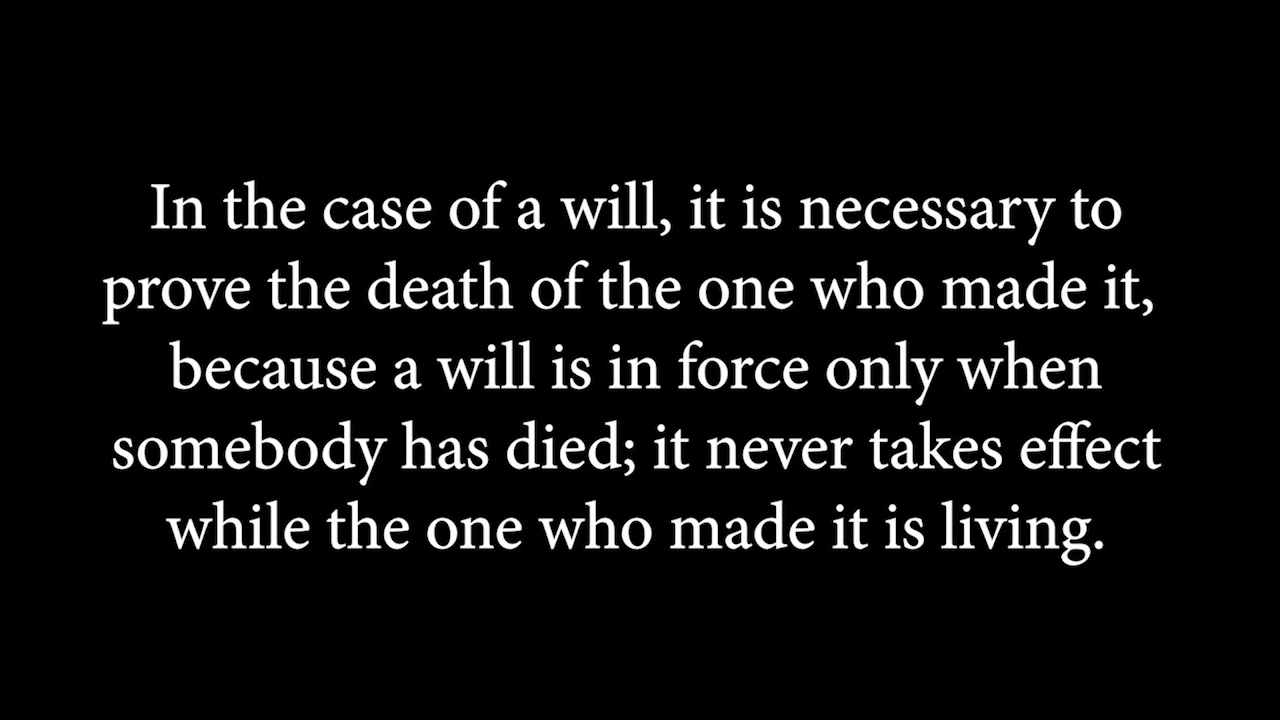 In the case of a will, it is necessary to
prove the death of the one who made it,
because a will is in force only when
somebody has died; it never takes effect
while the one who made it is living.